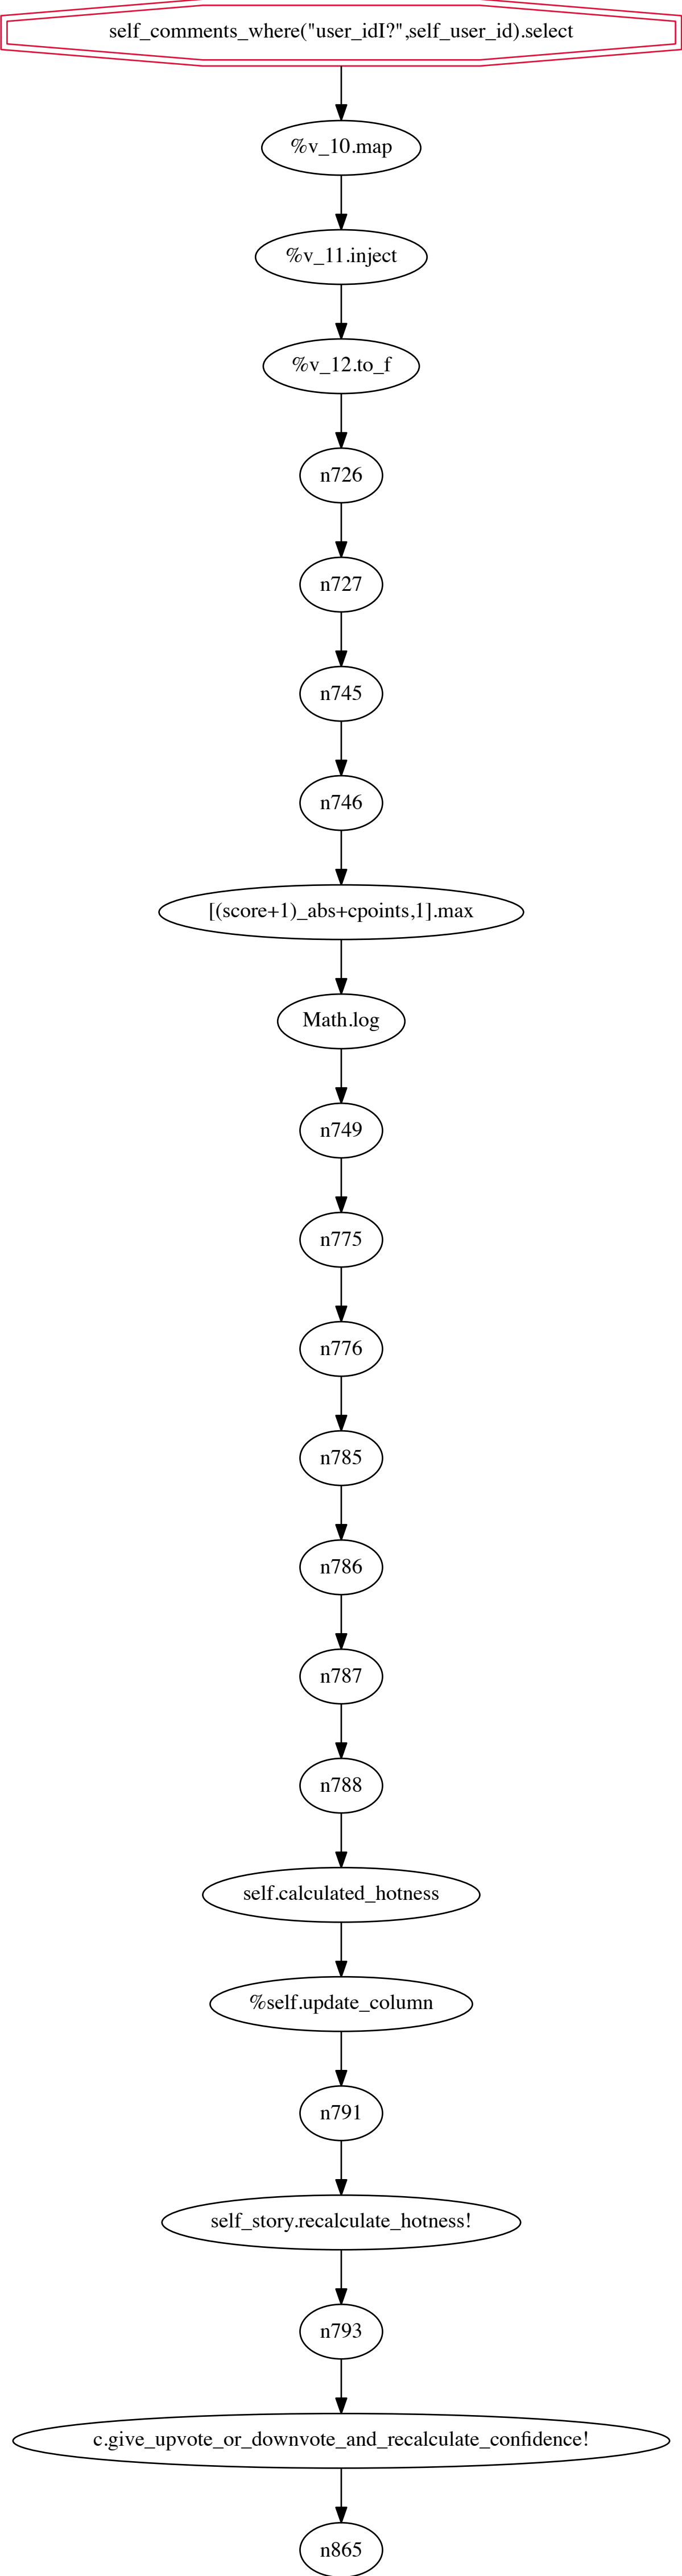 self_comments_where("user_idI?",self_user_id).select
%v_10.map
%v_11.inject
%v_12.to_f
n726
n727
n745
n746
[(score+1)_abs+cpoints,1].max
Math.log
n749
n775
n776
n785
n786
n787
n788
self.calculated_hotness
%self.update_column
n791
self_story.recalculate_hotness!
n793
c.give_upvote_or_downvote_and_recalculate_confidence!
n865